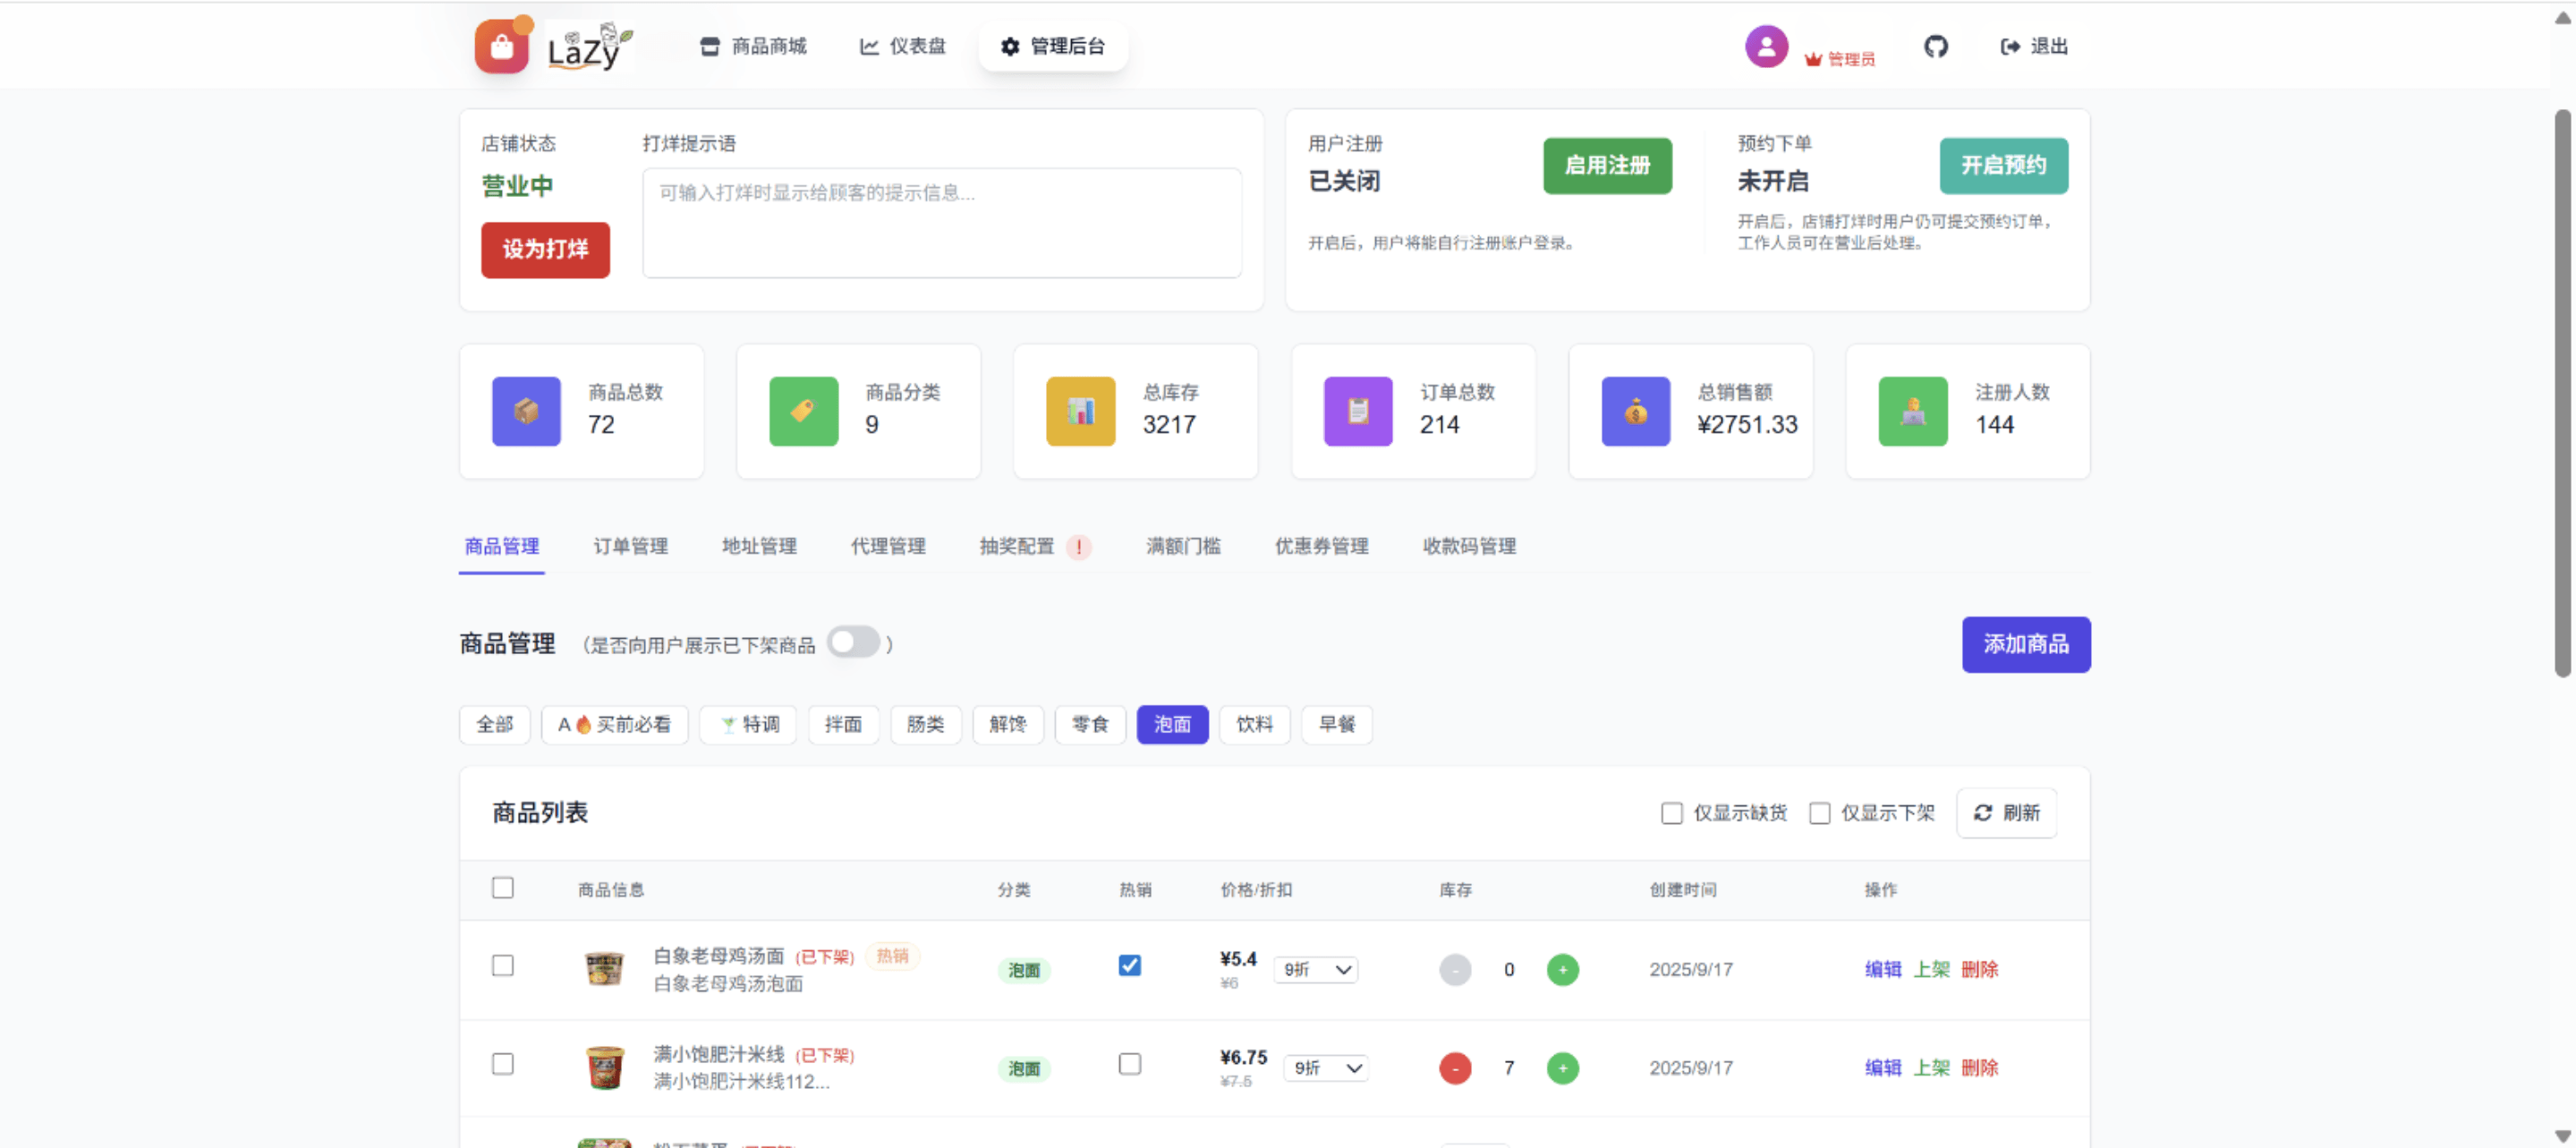 LaZy
商品商城
仪表盘
管理后台
管理员
退出
店铺状态
营业中
设为打烊
打烊提示语
可输入打烊时显示给顾客的提示信息...
用户注册
已关闭
启用注册
开启后，用户将能自行注册账户登录。
预约下单
未开启
开启预约
开启后，店铺打烊时用户仍可提交预约订单，
工作人员可在营业后处理。
商品总数
72
商品分类
9
总库存
3217
订单总数
214
总销售额
¥2751.33
注册人数
144
商品管理 订单管理 地址管理 代理管理 抽奖配置 ! 满额门槛 优惠券管理 收款码管理
商品管理 （是否向用户展示已下架商品 ）
添加商品
全部 A🔥买前必看 🍸特调 拌面 肠类 解馋 零食 泡面 饮料 早餐
商品列表
仅显示缺货 仅显示下架 刷新
商品信息 分类 热销 价格/折扣 库存 创建时间 操作
白象老母鸡汤面 (已下架) 热销
白象老母鸡汤泡面
泡面
¥5.4
¥6
9折
- 0 +
2025/9/17
编辑 上架 删除
满小饱肥汁米线 (已下架)
满小饱肥汁米线112...
泡面
¥6.75
¥7.5
9折
- 7 +
2025/9/17
编辑 上架 删除